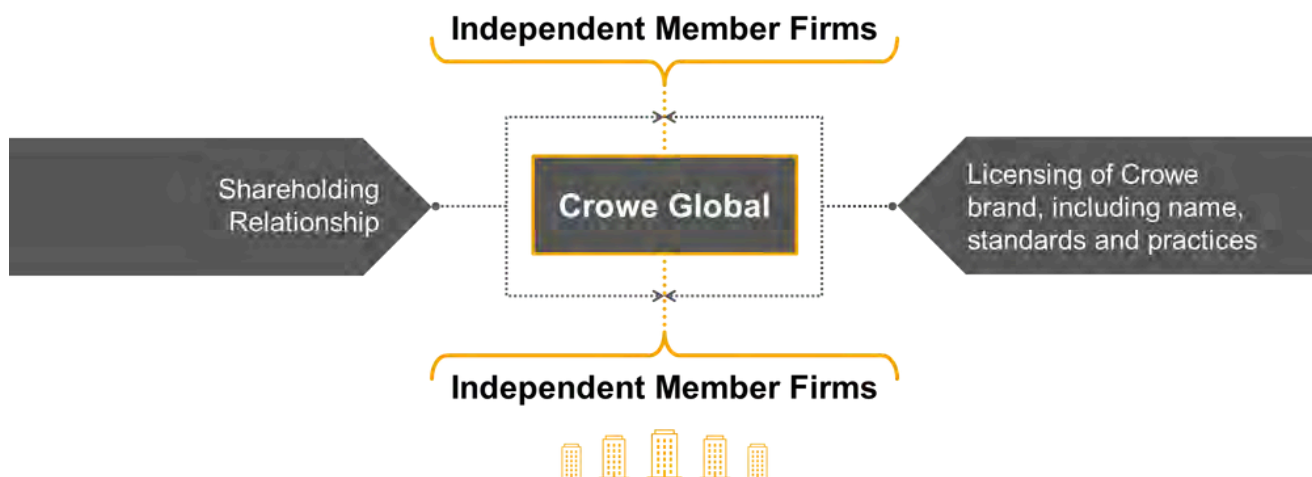 Independent Member Firms
Shareholding
Relationship
Crowe Global
Licensing of Crowe
brand, including name,
standards and practices
Independent Member Firms